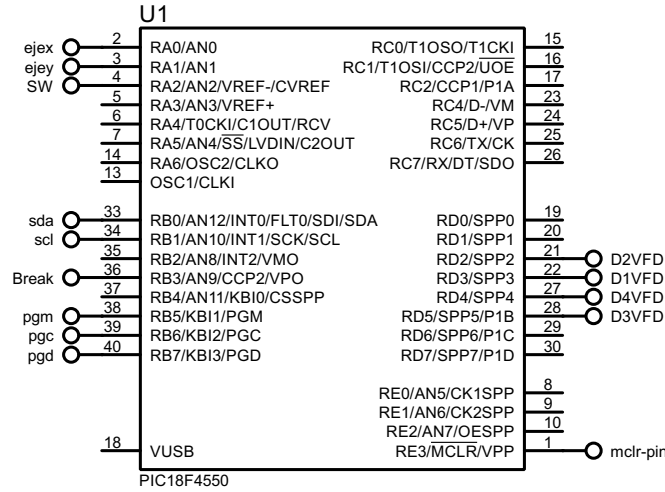 U1
ejex 2 RA0/AN0 RC0/T1OSO/T1CKI 15
ejey 3 RA1/AN1 RC1/T1OSI/CCP2/UOE 16
SW 4 RA2/AN2/VREF-/CVREF RC2/CCP1/P1A 17
5 RA3/AN3/VREF+ RC4/D-/VM 23
6 RA4/T0CKI/C1OUT/RCV RC5/D+/VP 24
7 RA5/AN4/SS/LVDIN/C2OUT RC6/TX/CK 25
14 RA6/OSC2/CLKO RC7/RX/DT/SDO 26
13 OSC1/CLKI
sda 33 RB0/AN12/INT0/FLT0/SDI/SDA RD0/SPP0 19
scl 34 RB1/AN10/INT1/SCK/SCL RD1/SPP1 20
35 RB2/AN8/INT2/VMO RD2/SPP2 21 D2VFD
Break 36 RB3/AN9/CCP2/VPO RD3/SPP3 22 D1VFD
37 RB4/AN11/KBI0/CSSPP RD4/SPP4 27 D4VFD
pgm 38 RB5/KBI1/PGM RD5/SPP5/P1B 28 D3VFD
pgc 39 RB6/KBI2/PGC RD6/SPP6/P1C 29
pgd 40 RB7/KBI3/PGD RD7/SPP7/P1D 30
RE0/AN5/CK1SPP 8
RE1/AN6/CK2SPP 9
RE2/AN7/OESPP 10
18 VUSB RE3/MCLR/VPP 1 mclr-pin
PIC18F4550